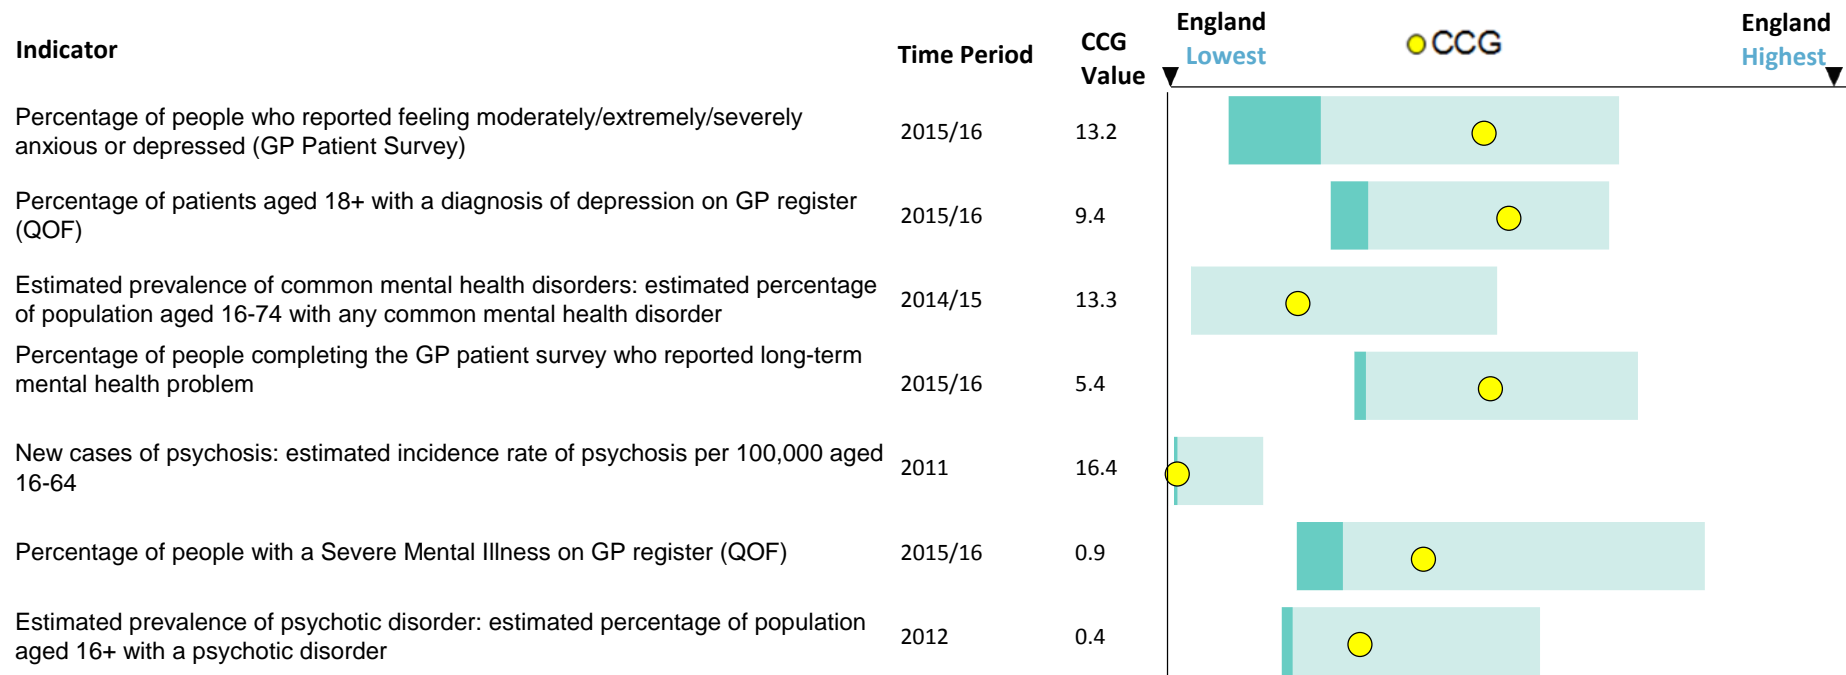 Indicator
Time Period
CCG
Value
England
Lowest
CCG
England
Highest
Percentage of people who reported feeling moderately/extremely/severely
anxious or depressed (GP Patient Survey)
2015/16
13.2
Percentage of patients aged 18+ with a diagnosis of depression on GP register
(QOF)
2015/16
9.4
Estimated prevalence of common mental health disorders: estimated percentage
of population aged 16-74 with any common mental health disorder
2014/15
13.3
Percentage of people completing the GP patient survey who reported long-term
mental health problem
2015/16
5.4
New cases of psychosis: estimated incidence rate of psychosis per 100,000 aged
16-64
2011
16.4
Percentage of people with a Severe Mental Illness on GP register (QOF)
2015/16
0.9
Estimated prevalence of psychotic disorder: estimated percentage of population
aged 16+ with a psychotic disorder
2012
0.4